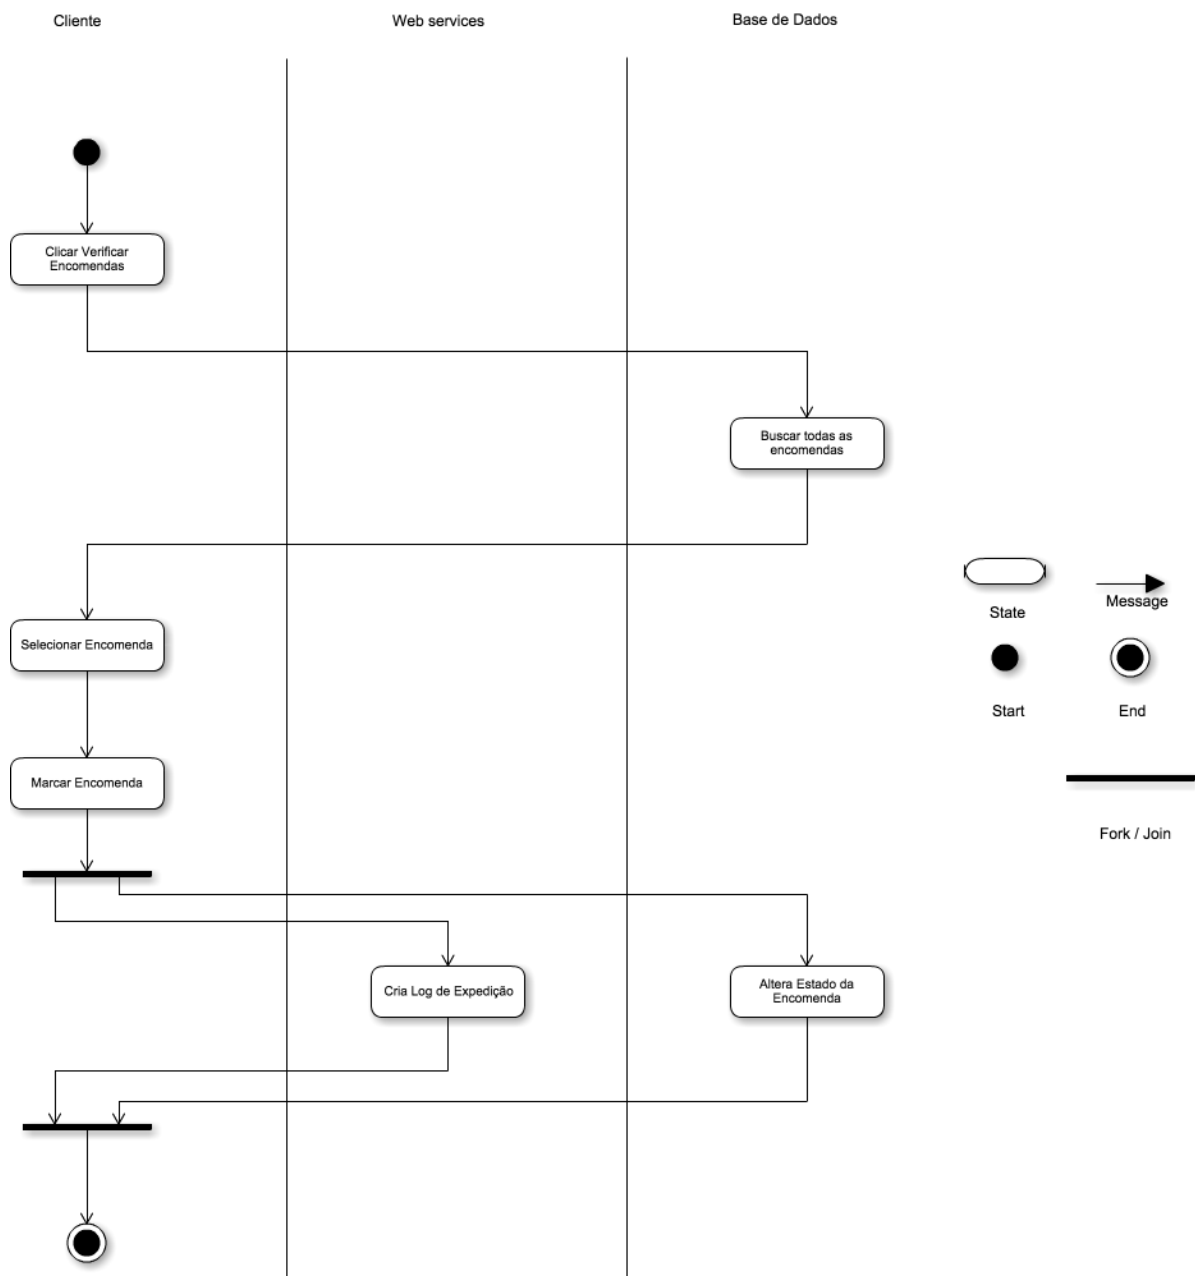 Cliente
Web services
Base de Dados
Clicar Verificar
Encomendas
Buscar todas as
encomendas
Selecionar Encomenda
Marcar Encomenda
Cria Log de Expedição
Altera Estado da
Encomenda
State
Message
Start
End
Fork / Join